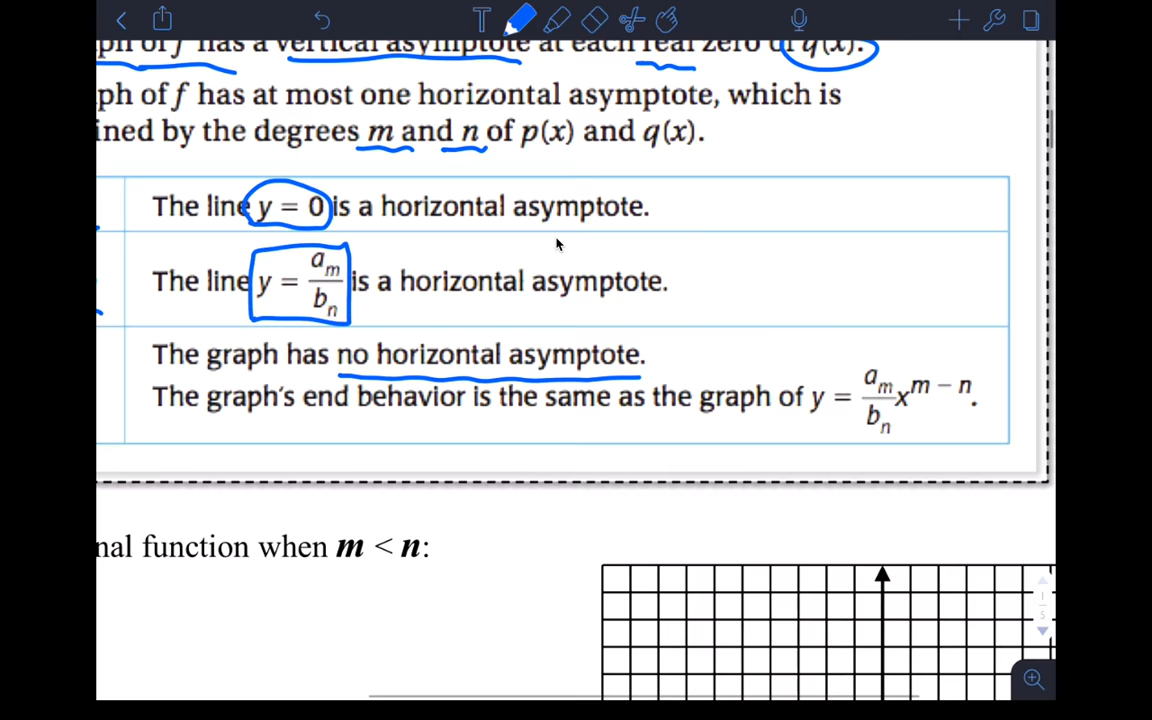 has a vertical asymptote at each real zero of q(x).
ph of f has at most one horizontal asymptote, which is
ined by the degrees m and n of p(x) and q(x).
The line y = 0 is a horizontal asymptote.
The line y = a_m/b_n is a horizontal asymptote.
The graph has no horizontal asymptote.
The graph's end behavior is the same as the graph of y = a_m/b_n x^{m – n}.
nal function when m < n:
1
5